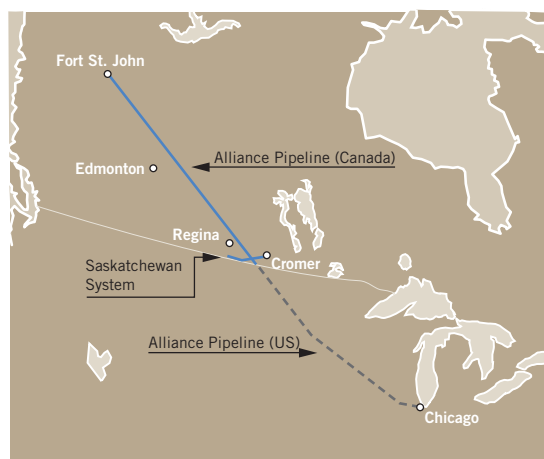 Fort St. John
Alliance Pipeline (Canada)
Edmonton
Regina
Cromer
Saskatchewan
System
Alliance Pipeline (US)
Chicago